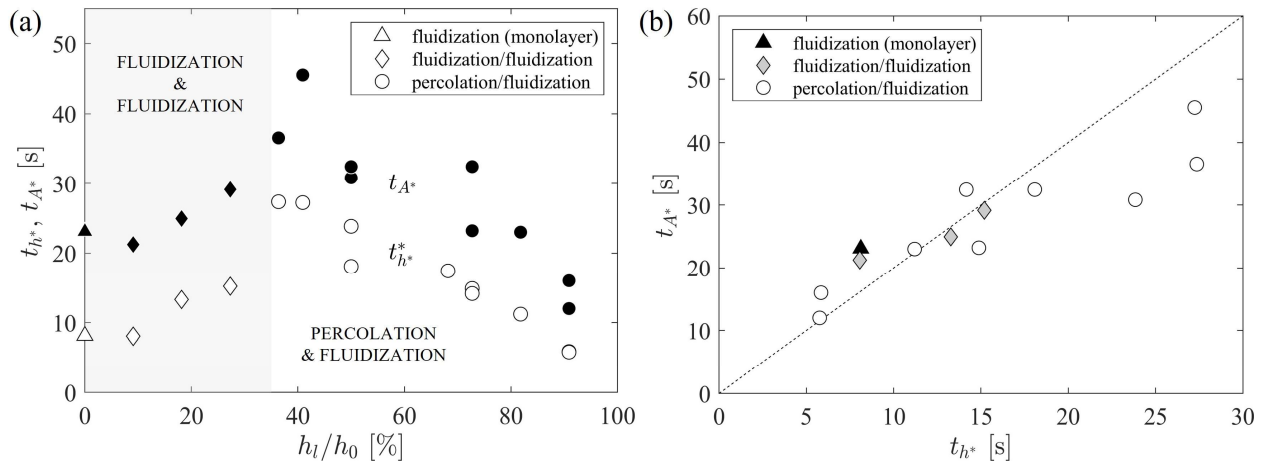 (a)
50
40
30
20
10
0
t_{h*}, t_{A*} [s]
FLUIDIZATION
&
FLUIDIZATION
fluidization (monolayer)
fluidization/fluidization
percolation/fluidization
t_{A*}
t^*_{h*}
PERCOLATION
& FLUIDIZATION
0 20 40 60 80 100
h_l/h_0 [%]
(b)
60
50
40
30
20
10
0
t_{A*} [s]
fluidization (monolayer)
fluidization/fluidization
percolation/fluidization
0 5 10 15 20 25 30
t_{h*} [s]